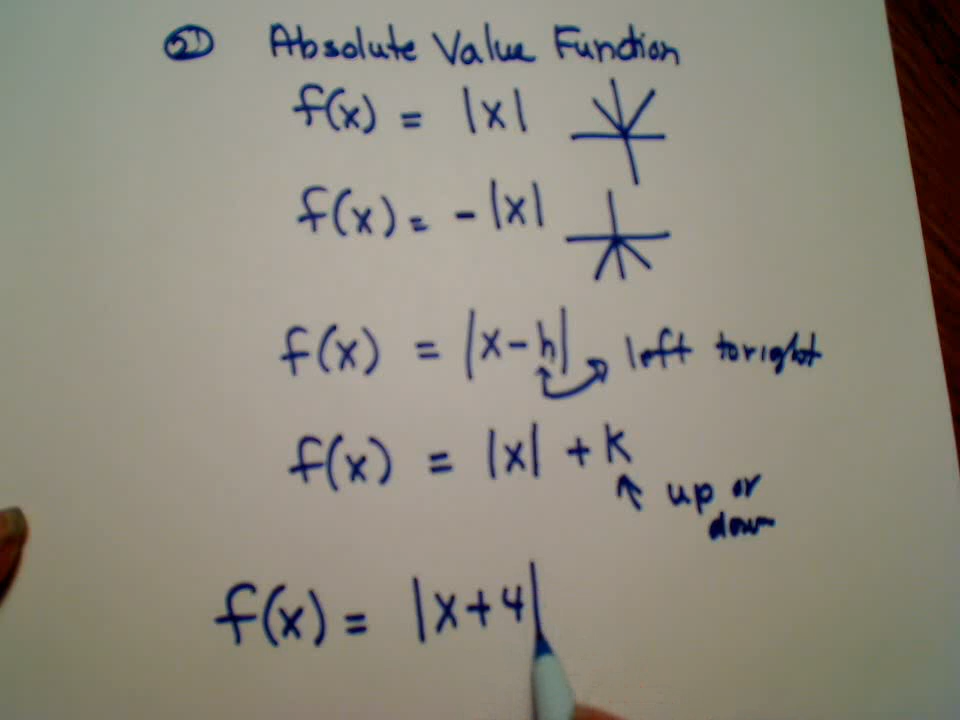 2) Absolute Value Function
f(x) = |x|
f(x) = - |x|
f(x) = |x-h| left to right
f(x) = |x| + k
up or
down
f(x) = |x+4|